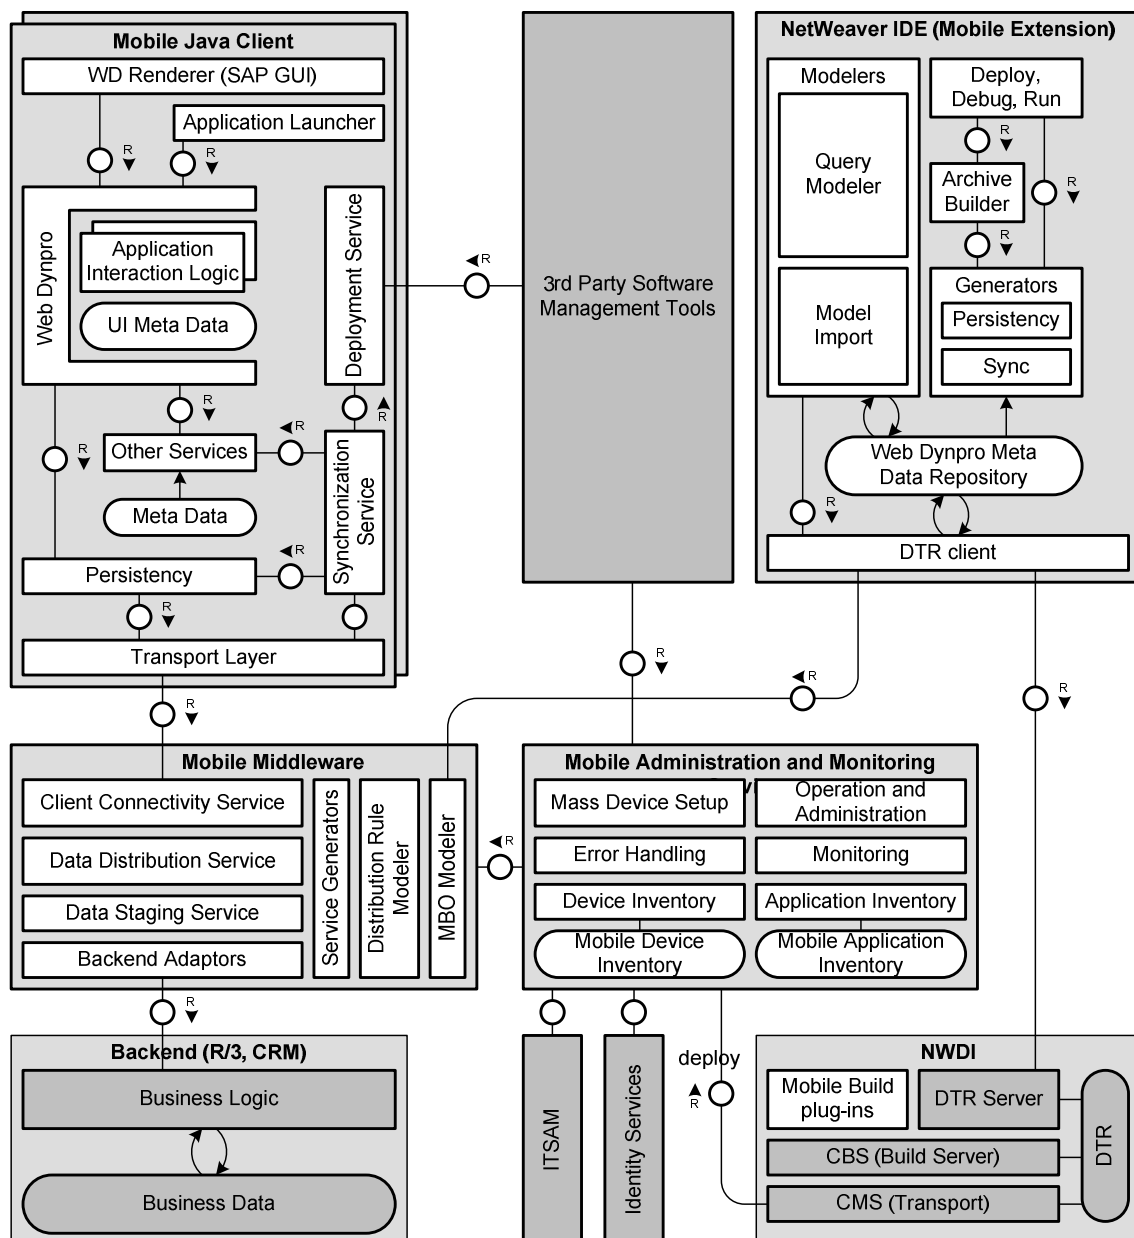 Mobile Java Client
WD Renderer (SAP GUI)
Application Launcher
R
R
Web Dynpro
Application
Interaction Logic
UI Meta Data
Deployment Service
R
R
R
R
Other Services
R
Meta Data
Synchronization
Service
Persistency
R
R
Transport Layer
R
3rd Party Software
Management Tools
R
NetWeaver IDE (Mobile Extension)
Modelers
Query
Modeler
Model
Import
Deploy,
Debug, Run
R
Archive
Builder
R
R
Generators
Persistency
Sync
Web Dynpro Meta
Data Repository
R
DTR client
R
R
Mobile Middleware
Client Connectivity Service
Data Distribution Service
Data Staging Service
Backend Adaptors
Service Generators
Distribution Rule
Modeler
MBO Modeler
R
Mobile Administration and Monitoring
Mass Device Setup
Operation and
Administration
Error Handling
Monitoring
Device Inventory
Application Inventory
Mobile Device
Inventory
Mobile Application
Inventory
R
Backend (R/3, CRM)
Business Logic
Business Data
ITSAM
Identity Services
deploy
R
NWDI
Mobile Build
plug-ins
DTR Server
CBS (Build Server)
CMS (Transport)
DTR